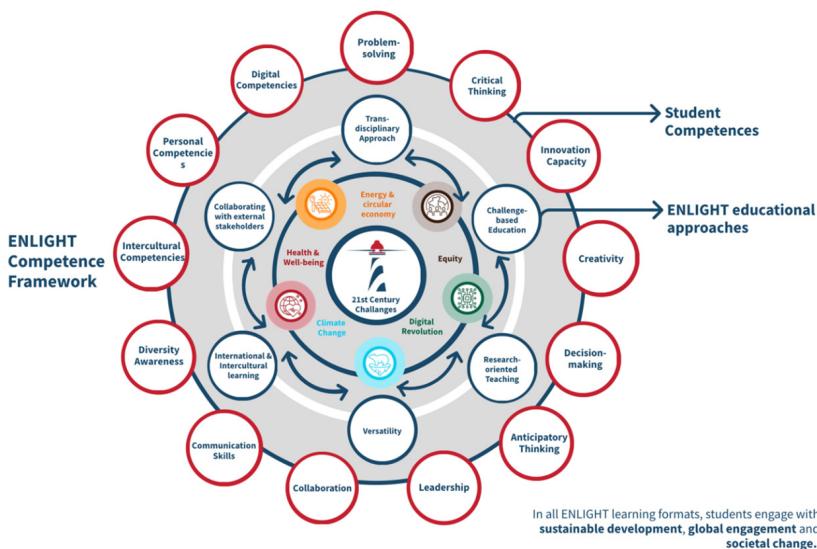 ENLIGHT
Competence
Framework
Problem-
solving
Critical
Thinking
Innovation
Capacity
Creativity
Decision-
making
Anticipatory
Thinking
Leadership
Collaboration
Communication
Skills
Diversity
Awareness
Intercultural
Competencies
Personal
Competencie
s
Digital
Competencies
Trans-
disciplinary
Approach
Challenge-
based
Education
Research-
oriented
Teaching
Versatility
International &
Intercultural
learning
Collaborating
with external
stakeholders
Energy &
circular
economy
Equity
Digital
Revolution
Climate
Change
Health &
Well-being
21st Century
Challanges
Student
Competences
ENLIGHT educational
approaches
In all ENLIGHT learning formats, students engage with
sustainable development, global engagement and
societal change.